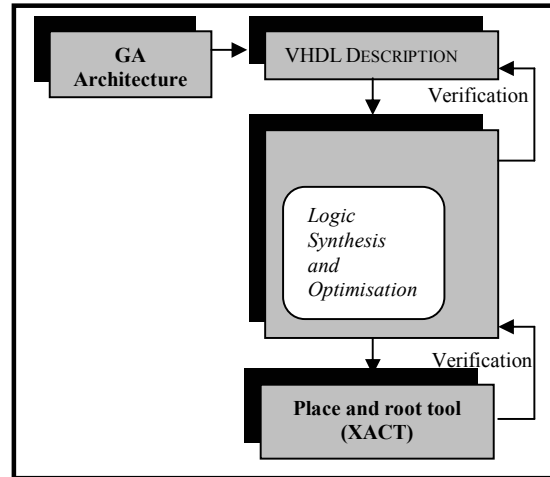 GA
Architecture
VHDL DESCRIPTION
Verification
Logic
Synthesis
and
Optimisation
Verification
Place and root tool
(XACT)